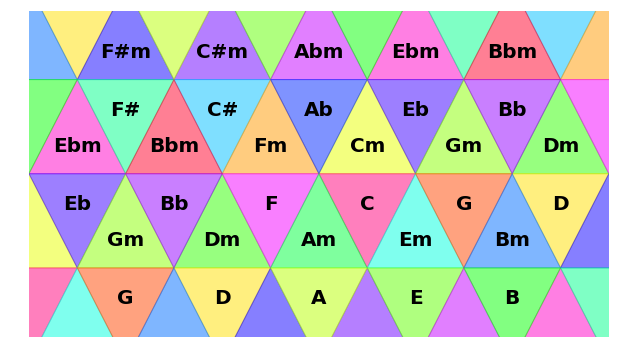 F#m C#m Abm Ebm Bbm
F# C# Ab Eb Bb
Ebm Bbm Fm Cm Gm Dm
Eb Bb F C G D
Gm Dm Am Em Bm
G D A E B